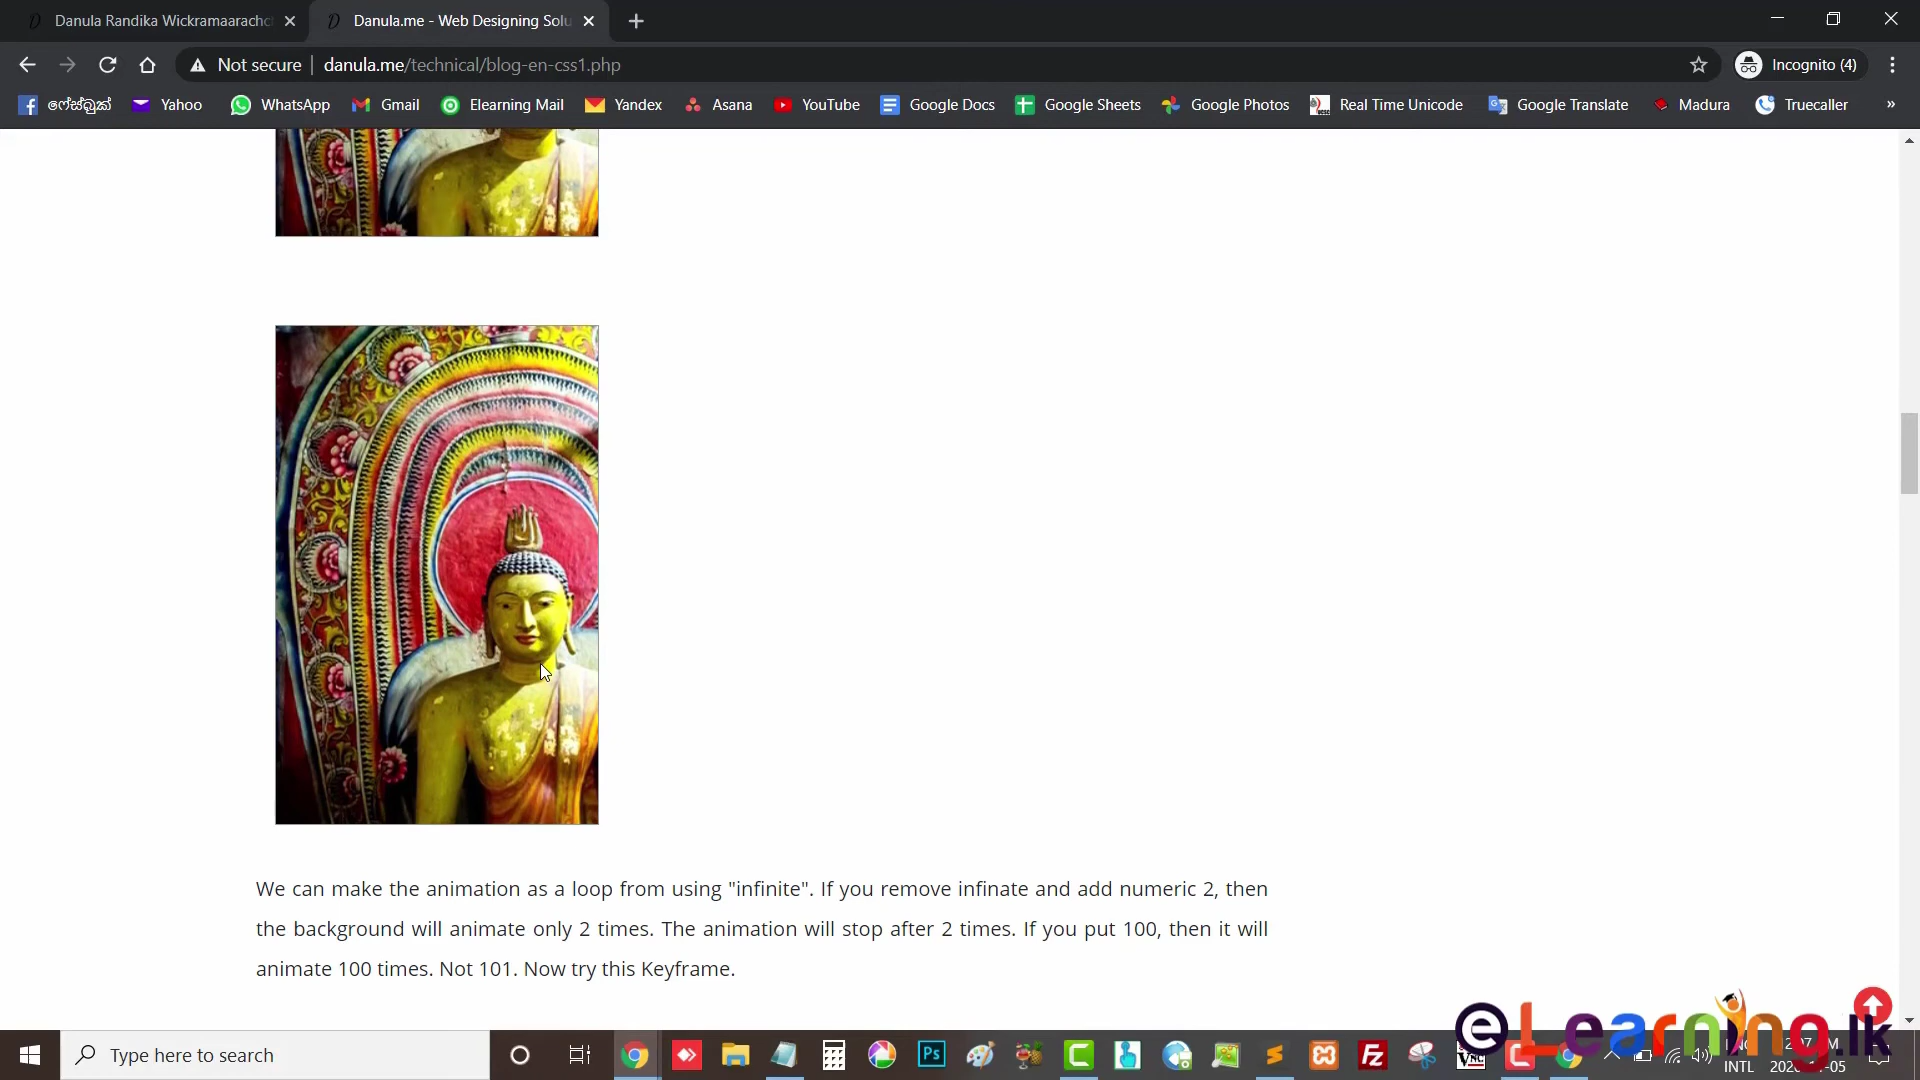 Danula Randika Wickramaarach
Danula.me - Web Designing Solu
Not secure
danula.me/technical/blog-en-css1.php
Incognito (4)
ෆේස්බුක්
Yahoo
WhatsApp
Gmail
Elearning Mail
Yandex
Asana
YouTube
Google Docs
Google Sheets
Google Photos
Real Time Unicode
Google Translate
Madura
Truecaller
»
We can make the animation as a loop from using "infinite". If you remove infinate and add numeric 2, then
the background will animate only 2 times. The animation will stop after 2 times. If you put 100, then it will
animate 100 times. Not 101. Now try this Keyframe.
eLearning.lk
Type here to search
Ps
Fz
INTL